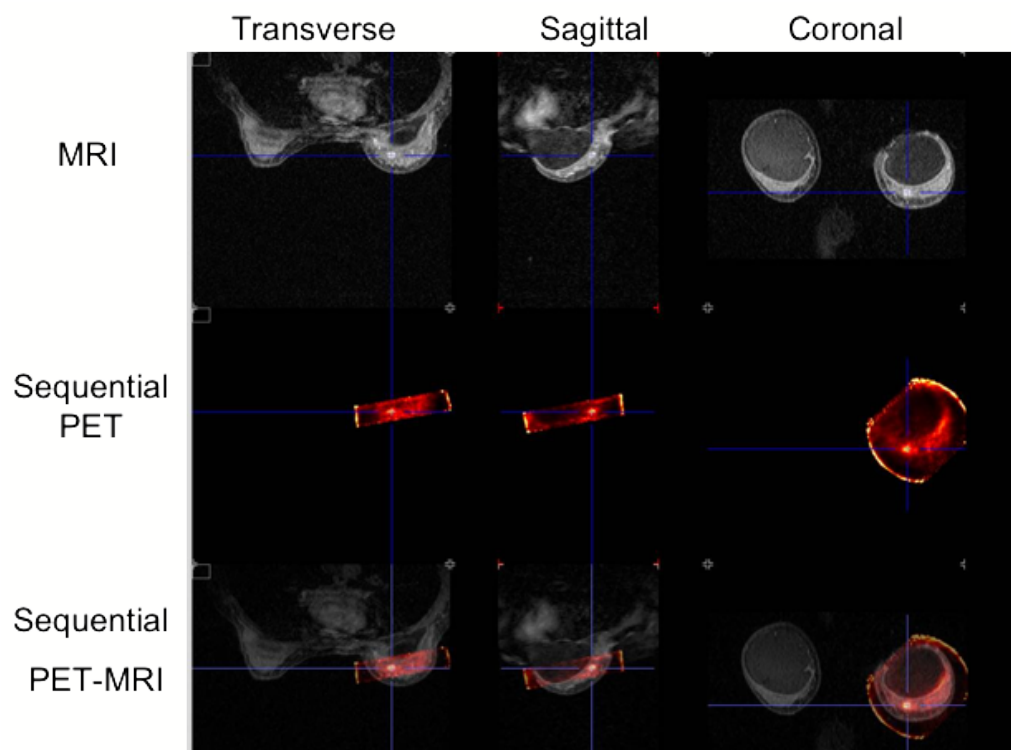 Transverse
Sagittal
Coronal
MRI
Sequential
PET
Sequential
PET-MRI